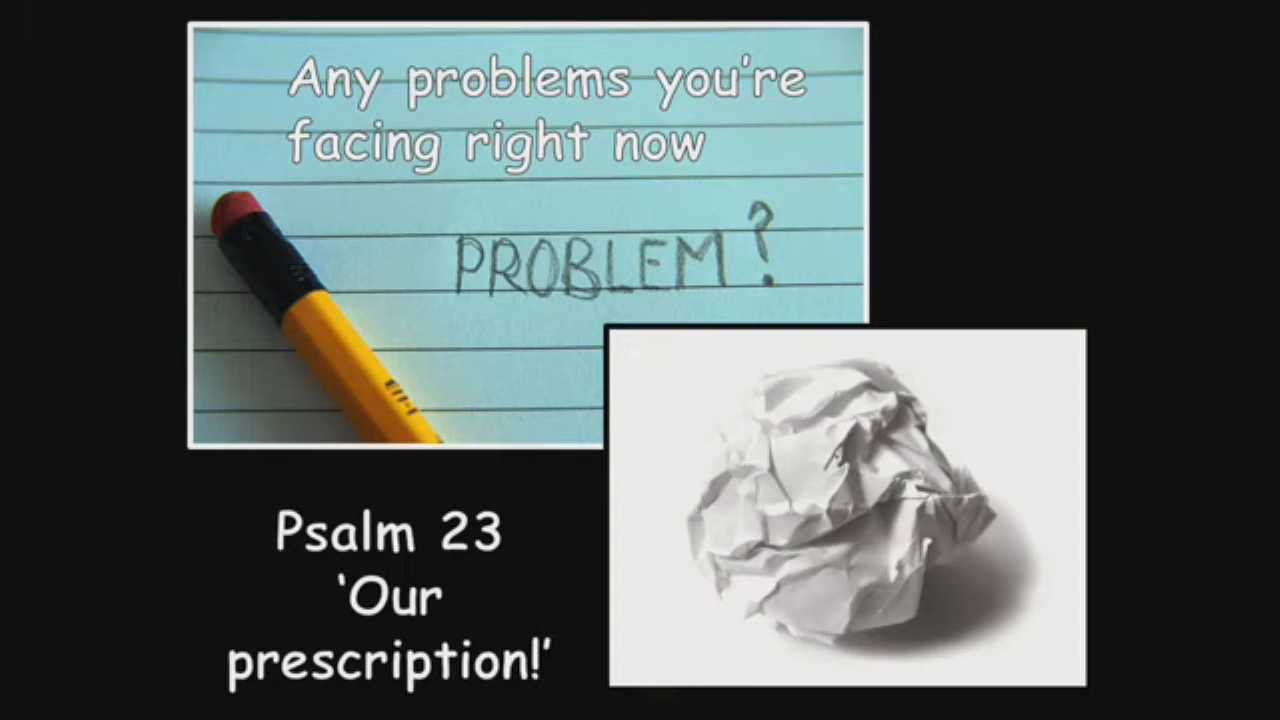 Any problems you're
facing right now
PROBLEM?
Psalm 23
'Our
prescription!'